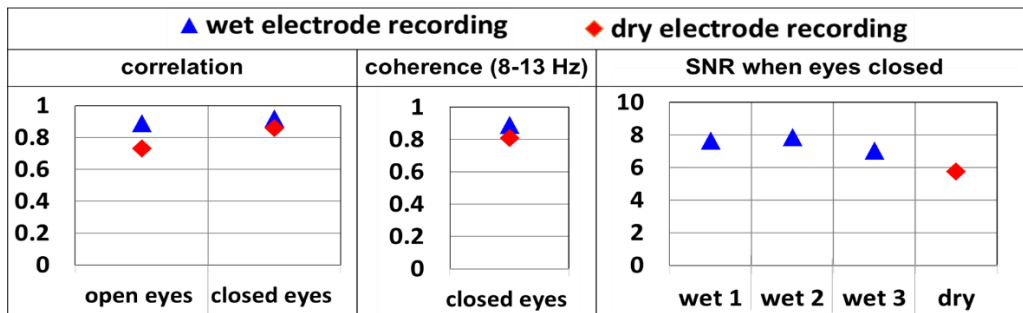 wet electrode recording dry electrode recording
correlation
coherence (8-13 Hz)
SNR when eyes closed
1
0.8
0.6
0.4
0.2
0
open eyes closed eyes
1
0.8
0.6
0.4
0.2
0
closed eyes
10
8
6
4
2
0
wet 1 wet 2 wet 3 dry